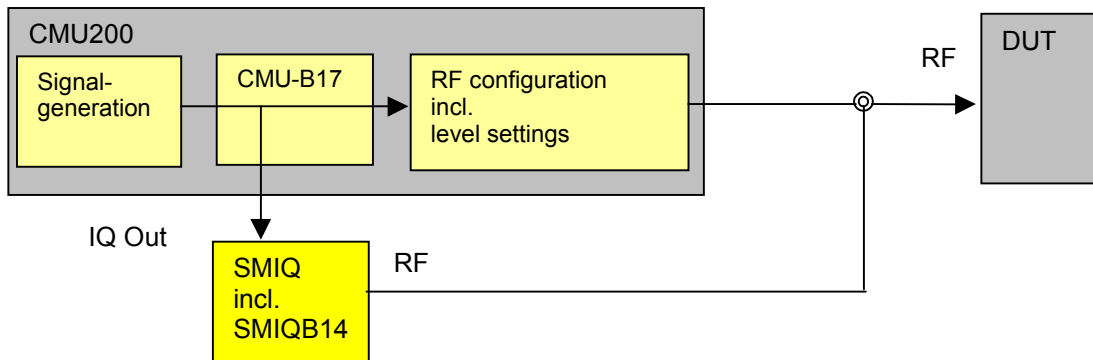 CMU200
Signal-
generation
CMU-B17
RF configuration
incl.
level settings
RF
DUT
IQ Out
SMIQ
incl.
SMIQB14
RF